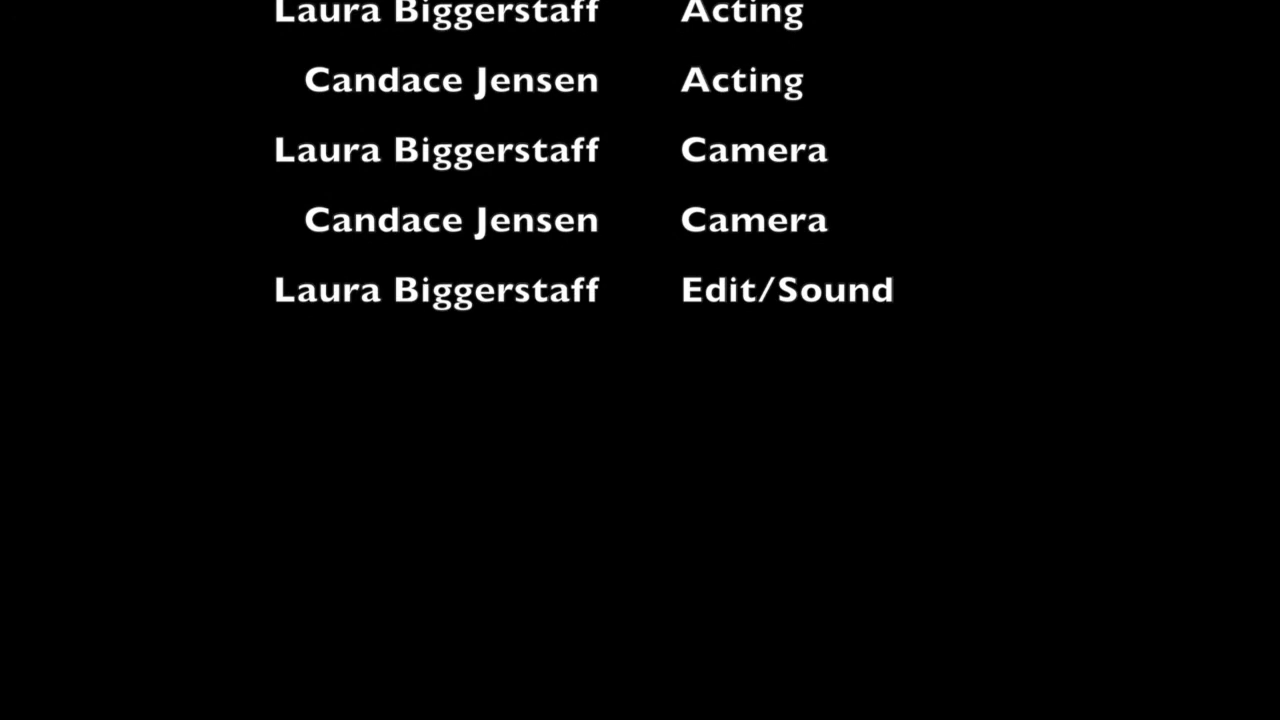 Laura Biggerstaff Acting
Candace Jensen Acting
Laura Biggerstaff Camera
Candace Jensen Camera
Laura Biggerstaff Edit/Sound